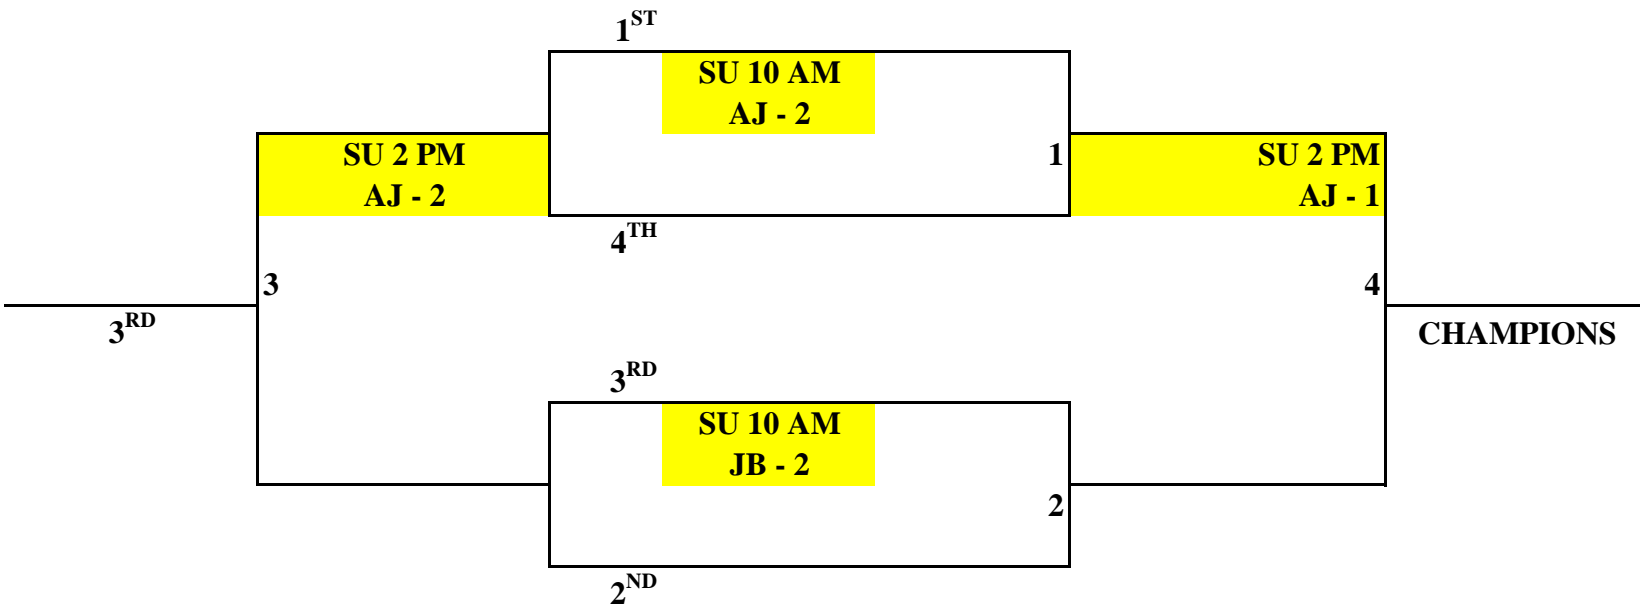 1ST
SU 10 AM
AJ - 2
SU 2 PM
AJ - 2
1
SU 2 PM
AJ - 1
4TH
3
4
3RD
CHAMPIONS
3RD
SU 10 AM
JB - 2
2
2ND